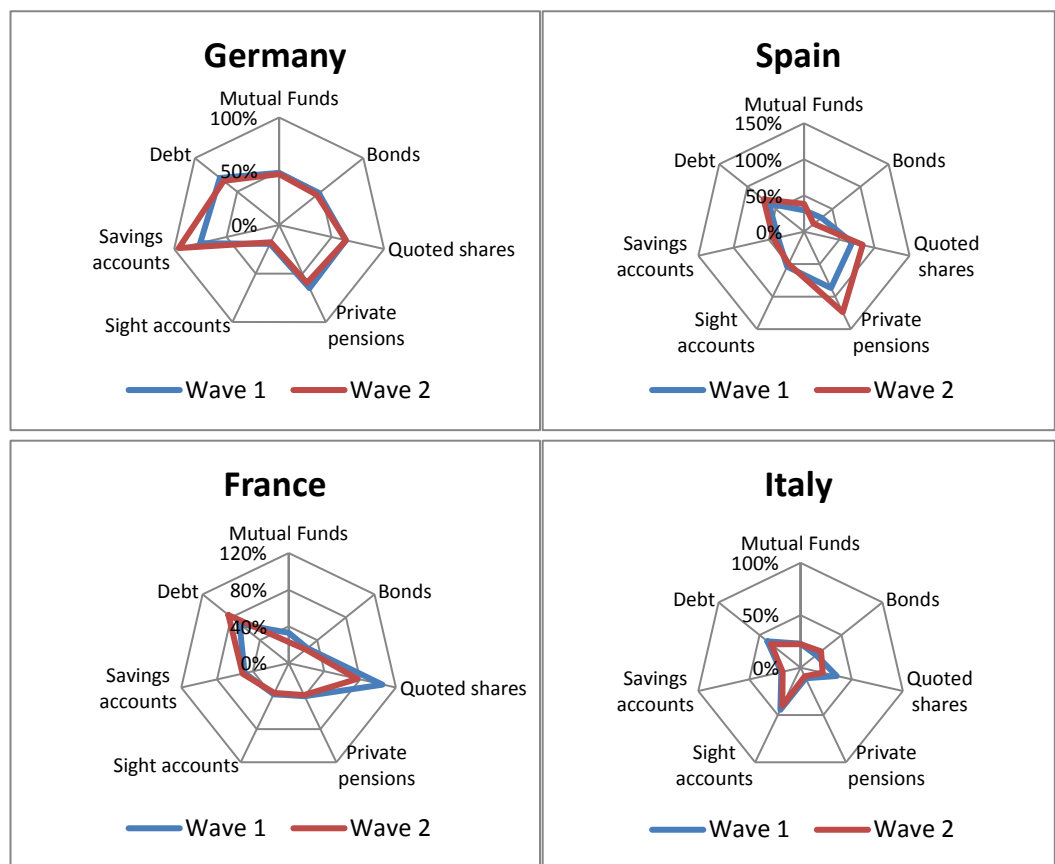 Germany
Mutual Funds
100%
Debt
50%
Bonds
0%
Savings
accounts
Quoted shares
Sight accounts
Private
pensions
Wave 1
Wave 2
Spain
Mutual Funds
150%
Debt
100%
Bonds
50%
0%
Savings
accounts
Quoted
shares
Sight
accounts
Private
pensions
Wave 1
Wave 2
France
Mutual Funds
120%
Debt
80%
Bonds
40%
0%
Savings
accounts
Quoted shares
Sight accounts
Private
pensions
Wave 1
Wave 2
Italy
Mutual Funds
100%
Debt
Bonds
50%
0%
Savings
accounts
Quoted
shares
Sight
accounts
Private
pensions
Wave 1
Wave 2